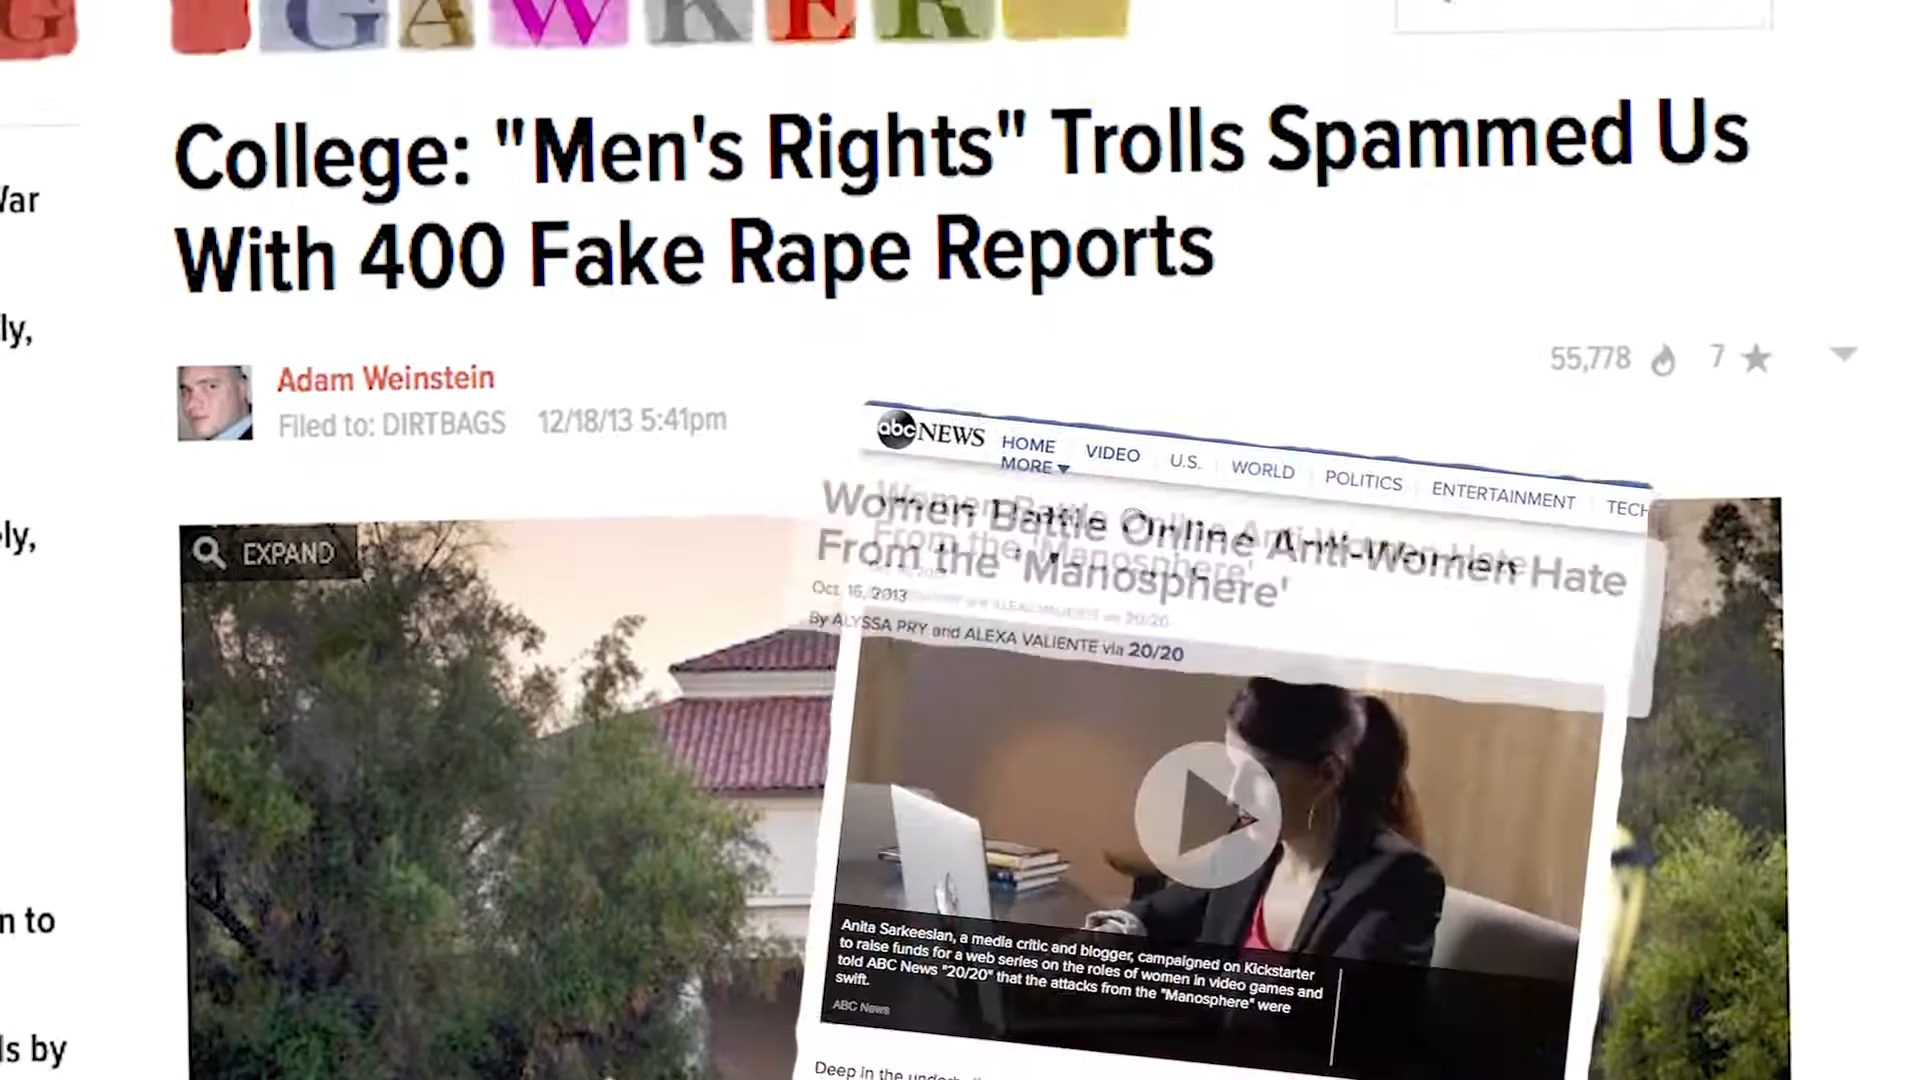 G
GAWKER
College: "Men's Rights" Trolls Spammed Us
With 400 Fake Rape Reports
Adam Weinstein
Filed to: DIRTBAGS 12/18/13 5:41pm
55,778 7
EXPAND
ly,
n to
ls by
abc NEWS HOME VIDEO U.S. WORLD POLITICS ENTERTAINMENT TECH
MORE
Women Battle Online Anti-Women Hate
From the 'Manosphere'
Oct. 16, 2013
By ALYSSA PRY and ALEXA VALIENTE via 20/20
Anita Sarkeesian, a media critic and blogger, campaigned on Kickstarter
to raise funds for a web series on the roles of women in video games and
told ABC News "20/20" that the attacks from the "Manosphere" were
swift.
ABC News
Deep in the